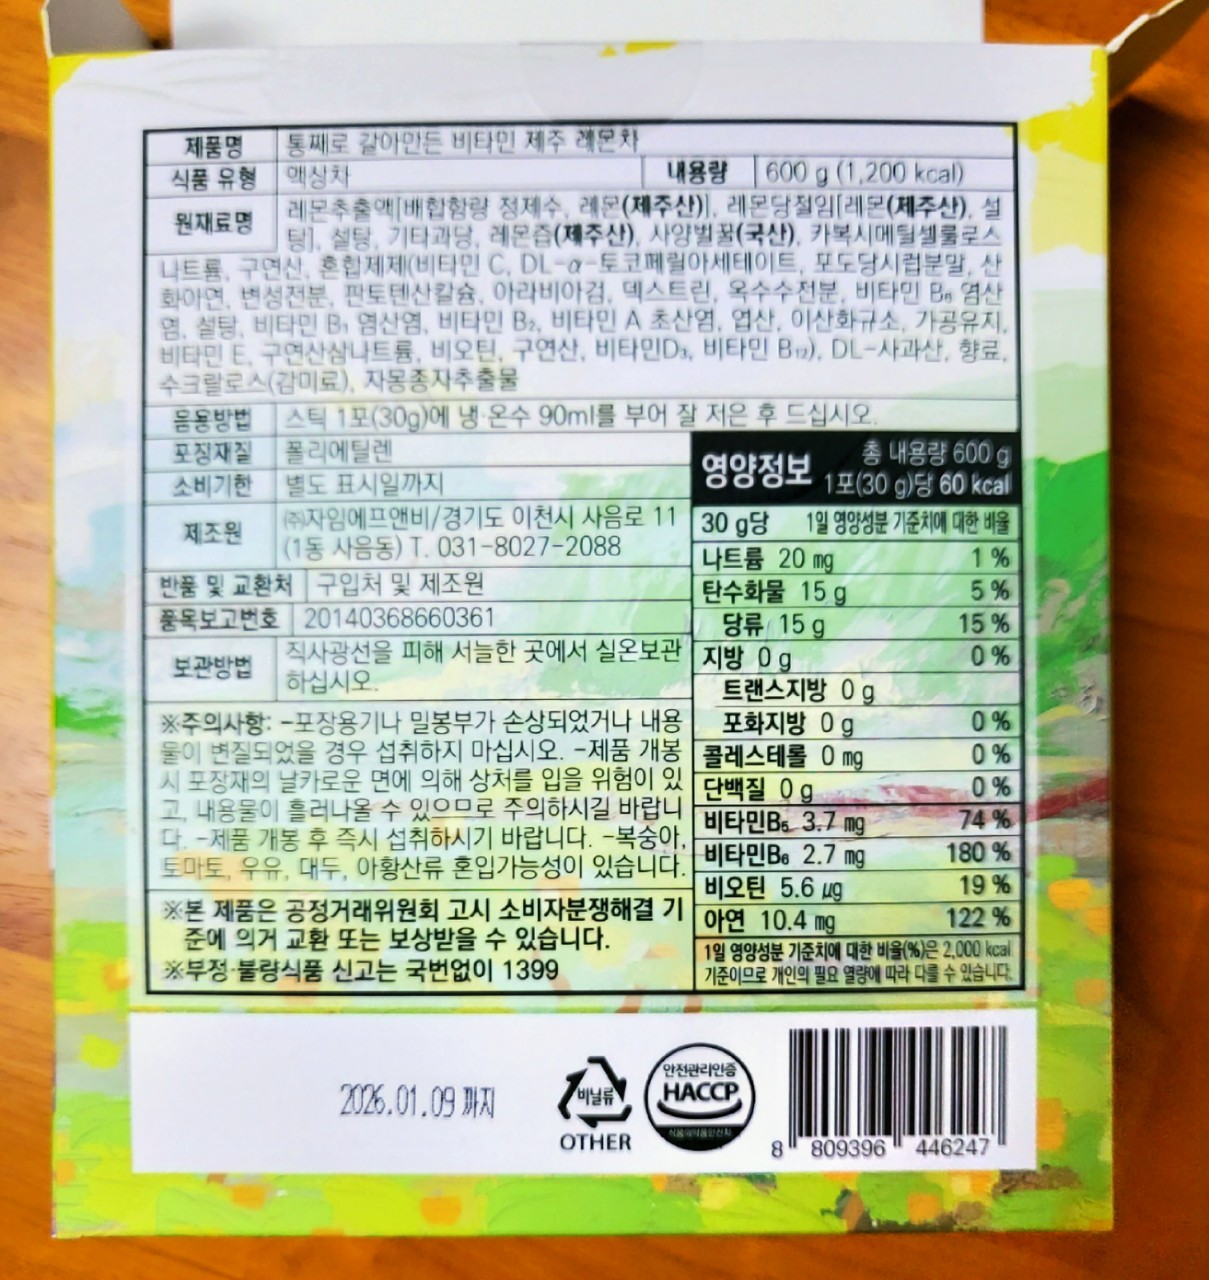 제품명 통째로 갈아만든 비타민 제주 레몬차
식품 유형 액상차 내용량 600 g (1,200 kcal)
원재료명 레몬추출액[배합함량 정제수, 레몬(제주산)], 레몬당절임[레몬(제주산), 설
탕], 설탕, 기타과당, 레몬즙(제주산), 사양벌꿀(국산), 카복시메틸셀룰로스
나트륨, 구연산, 혼합제제(비타민 C, DL-α-토코페릴아세테이트, 포도당시럽분말, 산
화아연, 변성전분, 판토텐산칼슘, 아라비아검, 덱스트린, 옥수수전분, 비타민 B₆ 염산
염, 설탕, 비타민 B₁ 염산염, 비타민 B₂, 비타민 A 초산염, 엽산, 이산화규소, 가공유지,
비타민 E, 구연산삼나트륨, 비오틴, 구연산, 비타민D₃, 비타민 B₁₂), DL-사과산, 향료,
수크랄로스(감미료), 자몽종자추출물
음용방법 스틱 1포(30g)에 냉·온수 90ml를 부어 잘 저은 후 드십시오.
포장재질 폴리에틸렌
소비기한 별도 표시일까지
제조원 ㈜자임에프앤비/경기도 이천시 사음로 11
(1동 사음동) T. 031-8027-2088
반품 및 교환처 구입처 및 제조원
품목보고번호 20140368660361
보관방법 직사광선을 피해 서늘한 곳에서 실온보관
하십시오.
※주의사항: -포장용기나 밀봉부가 손상되었거나 내용
물이 변질되었을 경우 섭취하지 마십시오. -제품 개봉
시 포장재의 날카로운 면에 의해 상처를 입을 위험이 있
고, 내용물이 흘러나올 수 있으므로 주의하시길 바랍니
다. -제품 개봉 후 즉시 섭취하시기 바랍니다. -복숭아,
토마토, 우유, 대두, 아황산류 혼입가능성이 있습니다.
※본 제품은 공정거래위원회 고시 소비자분쟁해결 기
준에 의거 교환 또는 보상받을 수 있습니다.
※부정·불량식품 신고는 국번없이 1399
영양정보 총 내용량 600 g
1포(30 g)당 60 kcal
30 g당 1일 영양성분 기준치에 대한 비율
나트륨 20 mg 1 %
탄수화물 15 g 5 %
당류 15 g 15 %
지방 0 g 0 %
트랜스지방 0 g
포화지방 0 g 0 %
콜레스테롤 0 mg 0 %
단백질 0 g 0 %
비타민B₅ 3.7 mg 74 %
비타민B₆ 2.7 mg 180 %
비오틴 5.6 μg 19 %
아연 10.4 mg 122 %
1일 영양성분 기준치에 대한 비율(%)은 2,000 kcal
기준이므로 개인의 필요 열량에 따라 다를 수 있습니다.
2026.01.09 까지
비닐류
OTHER
안전관리인증
HACCP
식품의약품안전처
8 809396 446247